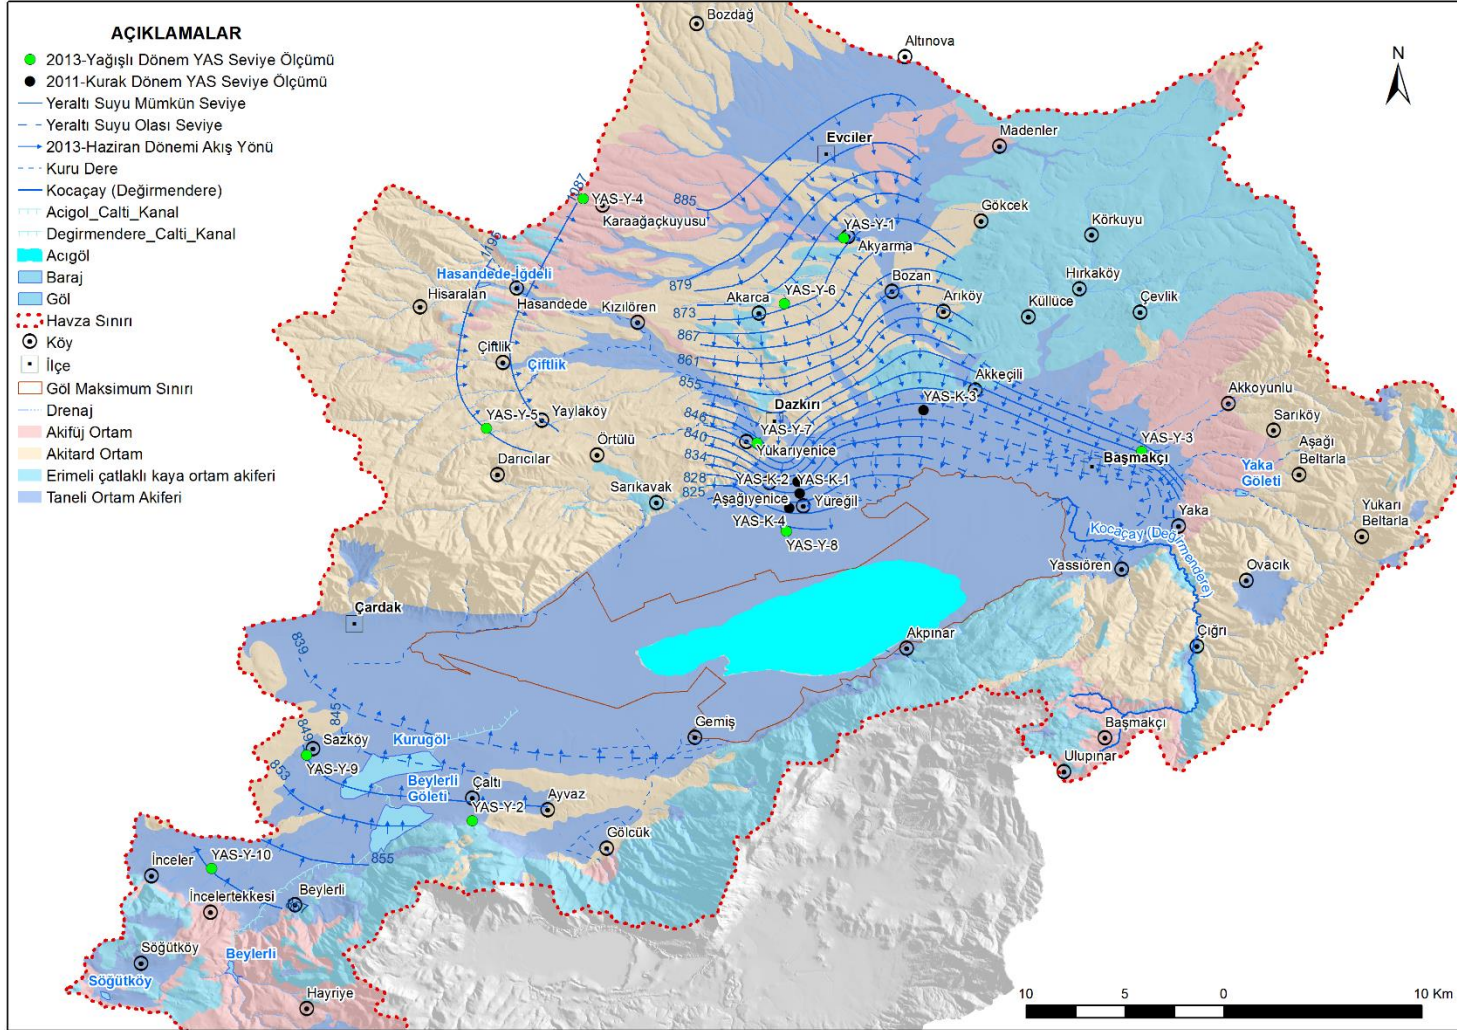 AÇIKLAMALAR
2013-Yağışlı Dönem YAS Seviye Ölçümü
2011-Kurak Dönem YAS Seviye Ölçümü
Yeraltı Suyu Mümkün Seviye
Yeraltı Suyu Olası Seviye
2013-Haziran Dönemi Akış Yönü
Kuru Dere
Kocaçay (Değirmendere)
Acigol_Calti_Kanal
Degirmendere_Calti_Kanal
Acıgöl
Baraj
Göl
Havza Sınırı
Köy
İlçe
Göl Maksimum Sınırı
Drenaj
Akifüj Ortam
Akitard Ortam
Erimeli çatlaklı kaya ortam akiferi
Taneli Ortam Akiferi
Bozdağ
Altınova
N
Evciler
Madenler
1087
YAS-Y-4
885
Karaağaçkuyusu
YAS-Y-1
Akyarma
Gökcek
Körkuyu
1196
Hasandede-İğdeli
Hisaralan
Hasandede
Kızılören
879
873
867
861
855
846
840
834
828
825
Akarca
YAS-Y-6
Bozan
Arıköy
Hırkaköy
Küllüce
Çevlik
Çiftlik
Çiftlik
YAS-Y-5
Yaylaköy
Örtülü
Darıcılar
Sarıkavak
Dazkırı
YAS-Y-7
Yukarıyenice
YAS-K-3
Akkeçili
Akkoyunlu
Sarıköy
YAS-Y-3
Başmakçı
Aşağı
Beltarla
Yaka
Göleti
YAS-K-2
YAS-K-1
Aşağıyenice
Yüreğil
YAS-K-4
YAS-Y-8
Yaka
Yukarı
Beltarla
Kocaçay (Değirmendere)
Yassıören
Ovacık
Çardak
Akpınar
Çığrı
839
845
849
853
Sazköy
YAS-Y-9
Kurugöl
Gemiş
Başmakçı
Ulupınar
Beylerli
Göleti
Çaltı
YAS-Y-2
Ayvaz
Gölcük
855
YAS-Y-10
İnceler
İncelertekkesi
Beylerli
Söğütköy
Söğütköy
Beylerli
Hayriye
10 5 0 10 Km